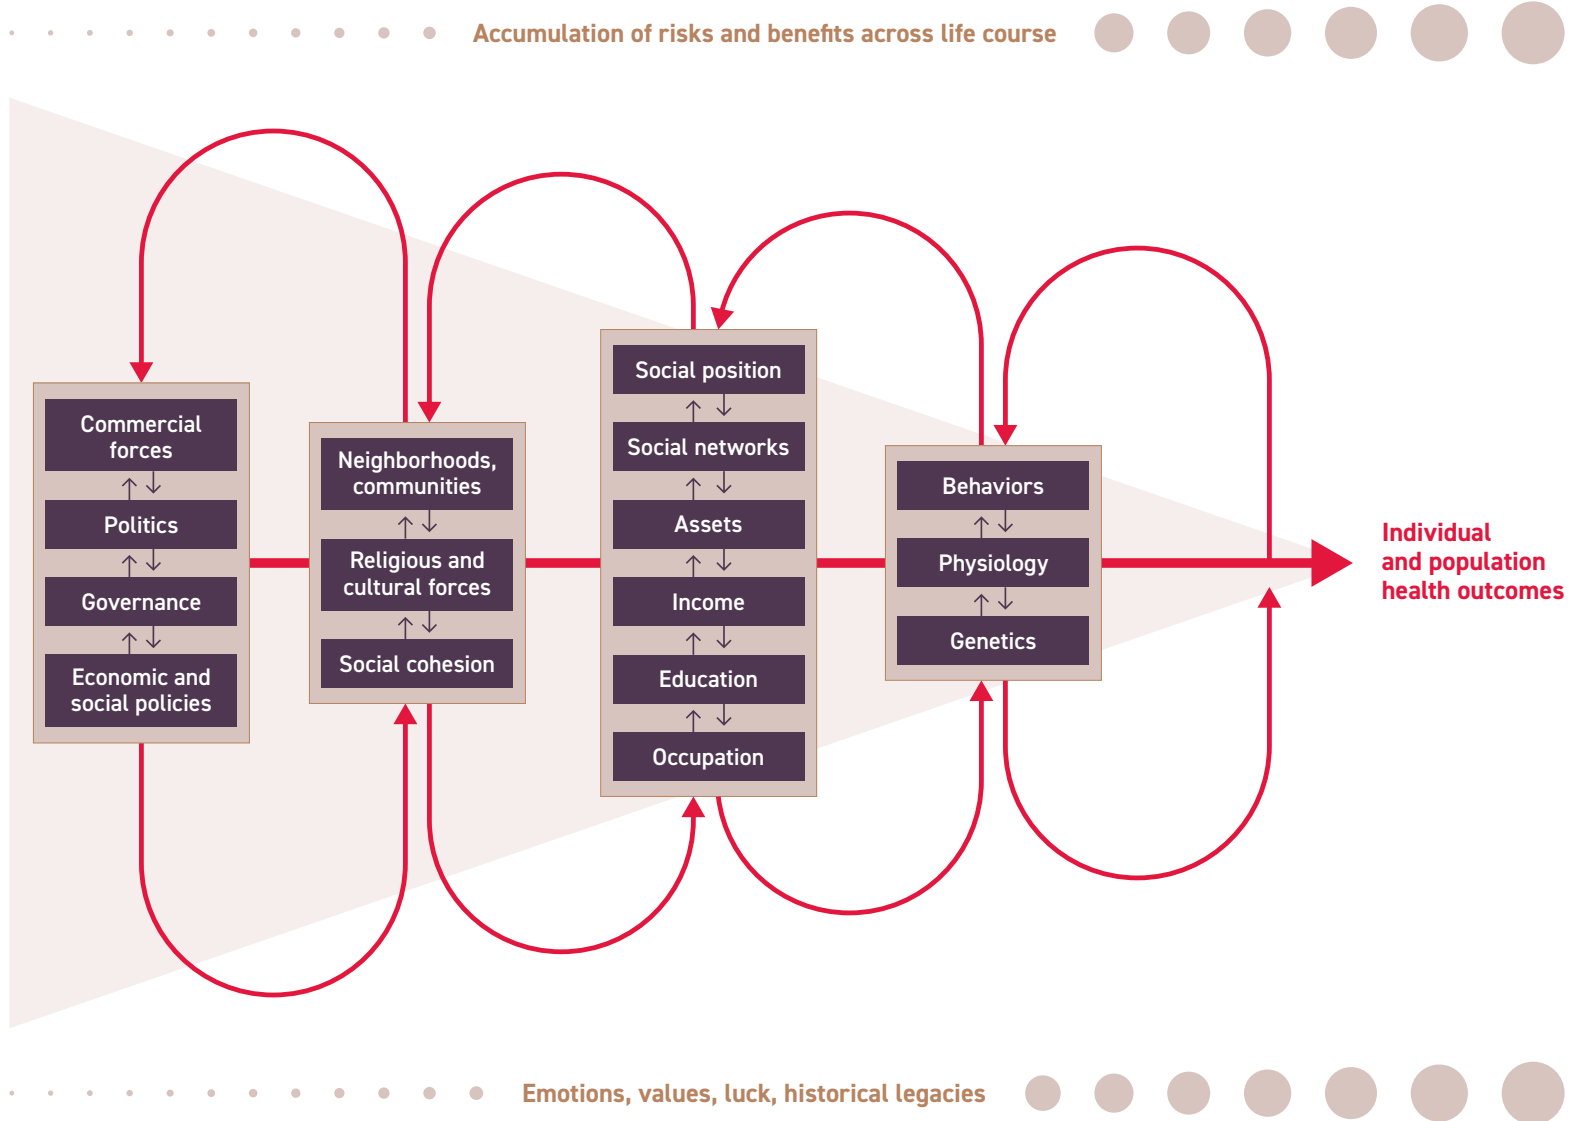 Accumulation of risks and benefits across life course
Commercial
forces
Politics
Governance
Economic and
social policies
Neighborhoods,
communities
Religious and
cultural forces
Social cohesion
Social position
Social networks
Assets
Income
Education
Occupation
Behaviors
Physiology
Genetics
Individual
and population
health outcomes
Emotions, values, luck, historical legacies